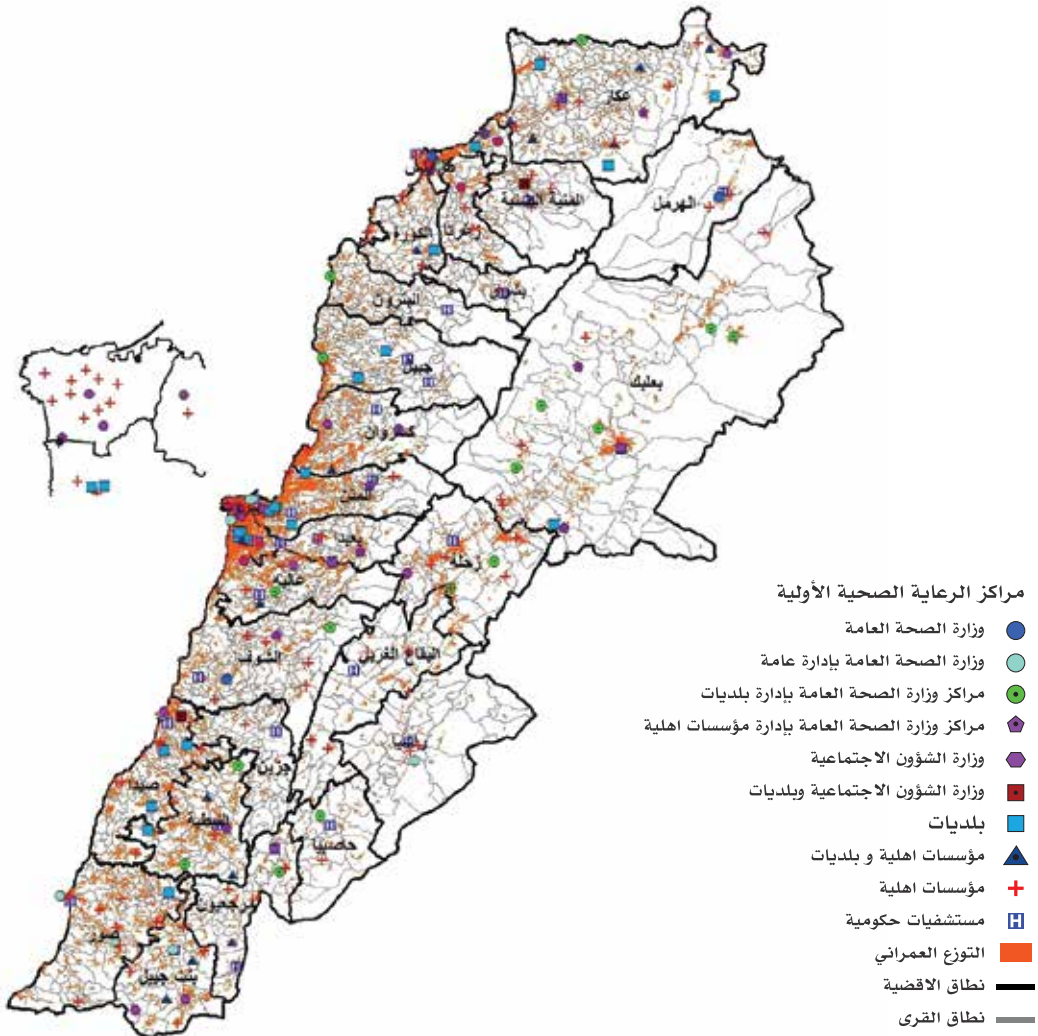 عكار
الهرمل
المنية الضنية
زغرتا
الكورة
بشري
البترون
بعلبك
جبيل
كسروان
المتن
بعبدا
زحلة
عاليه
الشوف
البقاع الغربي
راشيا
جزين
صيدا
النبطية
حاصبيا
مرجعيون
صور
بنت جبيل
مراكز الرعاية الصحية الأولية
وزارة الصحة العامة
وزارة الصحة العامة بإدارة عامة
مراكز وزارة الصحة العامة بإدارة بلديات
مراكز وزارة الصحة العامة بإدارة مؤسسات اهلية
وزارة الشؤون الاجتماعية
وزارة الشؤون الاجتماعية وبلديات
بلديات
مؤسسات اهلية و بلديات
مؤسسات اهلية
مستشفيات حكومية
التوزع العمراني
نطاق الاقضية
نطاق القرى